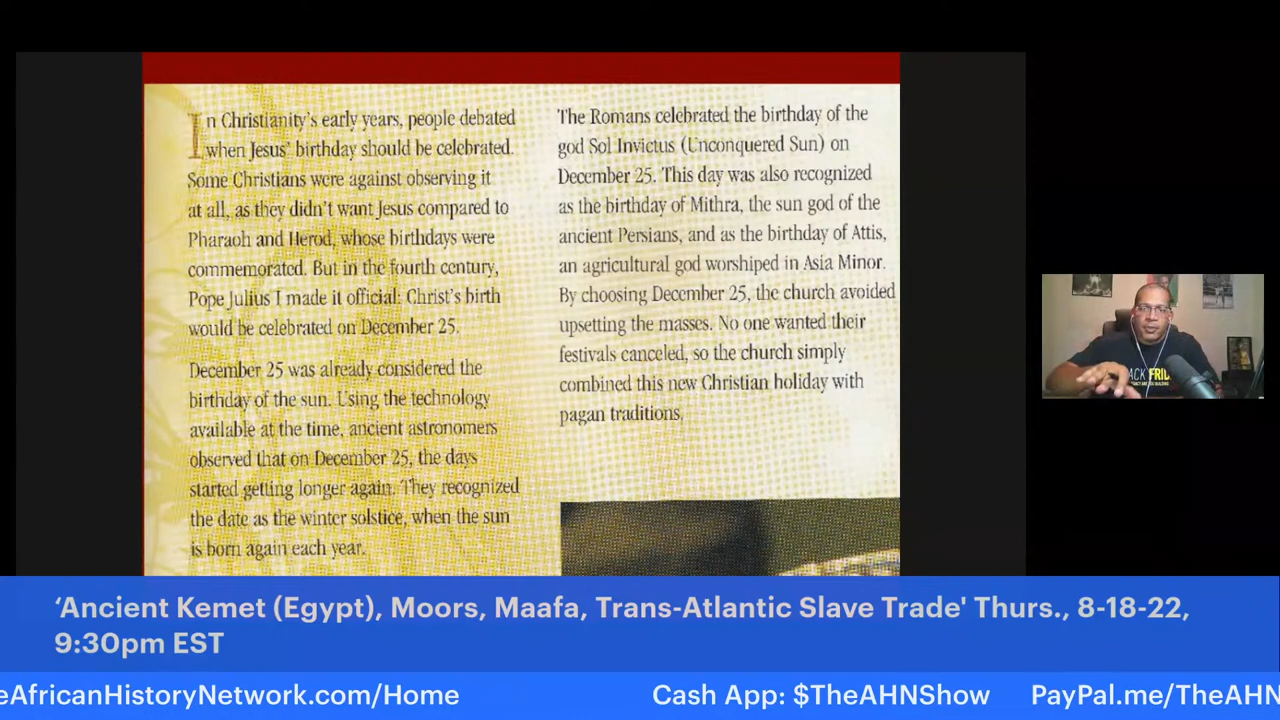 In Christianity's early years, people debated
when Jesus' birthday should be celebrated.
Some Christians were against observing it
at all, as they didn't want Jesus compared to
Pharaoh and Herod, whose birthdays were
commemorated. But in the fourth century,
Pope Julius I made it official: Christ's birth
would be celebrated on December 25.
December 25 was already considered the
birthday of the sun. Using the technology
available at the time, ancient astronomers
observed that on December 25, the days
started getting longer again. They recognized
the date as the winter solstice, when the sun
is born again each year.
The Romans celebrated the birthday of the
god Sol Invictus (Unconquered Sun) on
December 25. This day was also recognized
as the birthday of Mithra, the sun god of the
ancient Persians, and as the birthday of Attis,
an agricultural god worshiped in Asia Minor.
By choosing December 25, the church avoided
upsetting the masses. No one wanted their
festivals canceled, so the church simply
combined this new Christian holiday with
pagan traditions.
'Ancient Kemet (Egypt), Moors, Maafa, Trans-Atlantic Slave Trade' Thurs., 8-18-22,
9:30pm EST
eAfricanHistoryNetwork.com/Home Cash App: $TheAHNShow PayPal.me/TheAHN